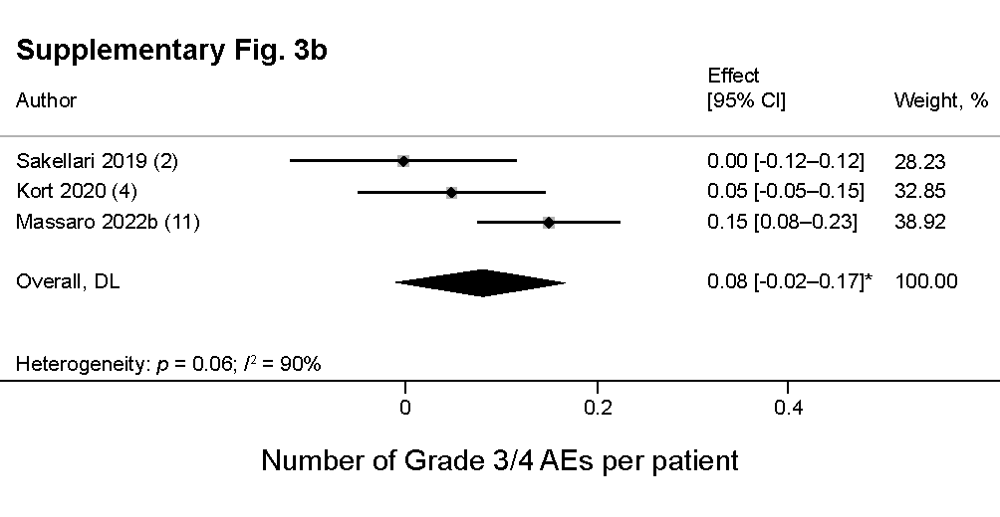 Supplementary Fig. 3b
Effect
Author [95% CI] Weight, %
Sakellari 2019 (2) 0.00 [-0.12–0.12] 28.23
Kort 2020 (4) 0.05 [-0.05–0.15] 32.85
Massaro 2022b (11) 0.15 [0.08–0.23] 38.92
Overall, DL 0.08 [-0.02–0.17]* 100.00
Heterogeneity: p = 0.06; I² = 90%
0 0.2 0.4
Number of Grade 3/4 AEs per patient